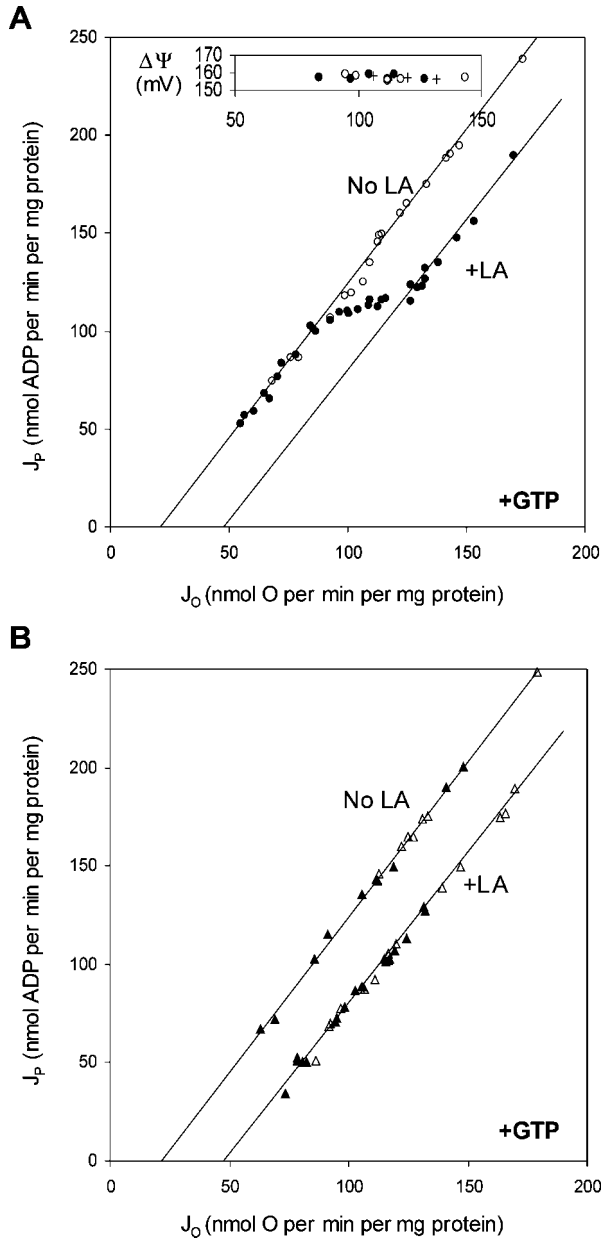 A
250
200
150
100
50
0
J_P (nmol ADP per min per mg protein)
ΔΨ
(mV)
170
160
150
50
100
150
No LA
+LA
+GTP
0
50
100
150
200
J_O (nmol O per min per mg protein)
B
250
200
150
100
50
0
J_P (nmol ADP per min per mg protein)
No LA
+LA
+GTP
0
50
100
150
200
J_O (nmol O per min per mg protein)